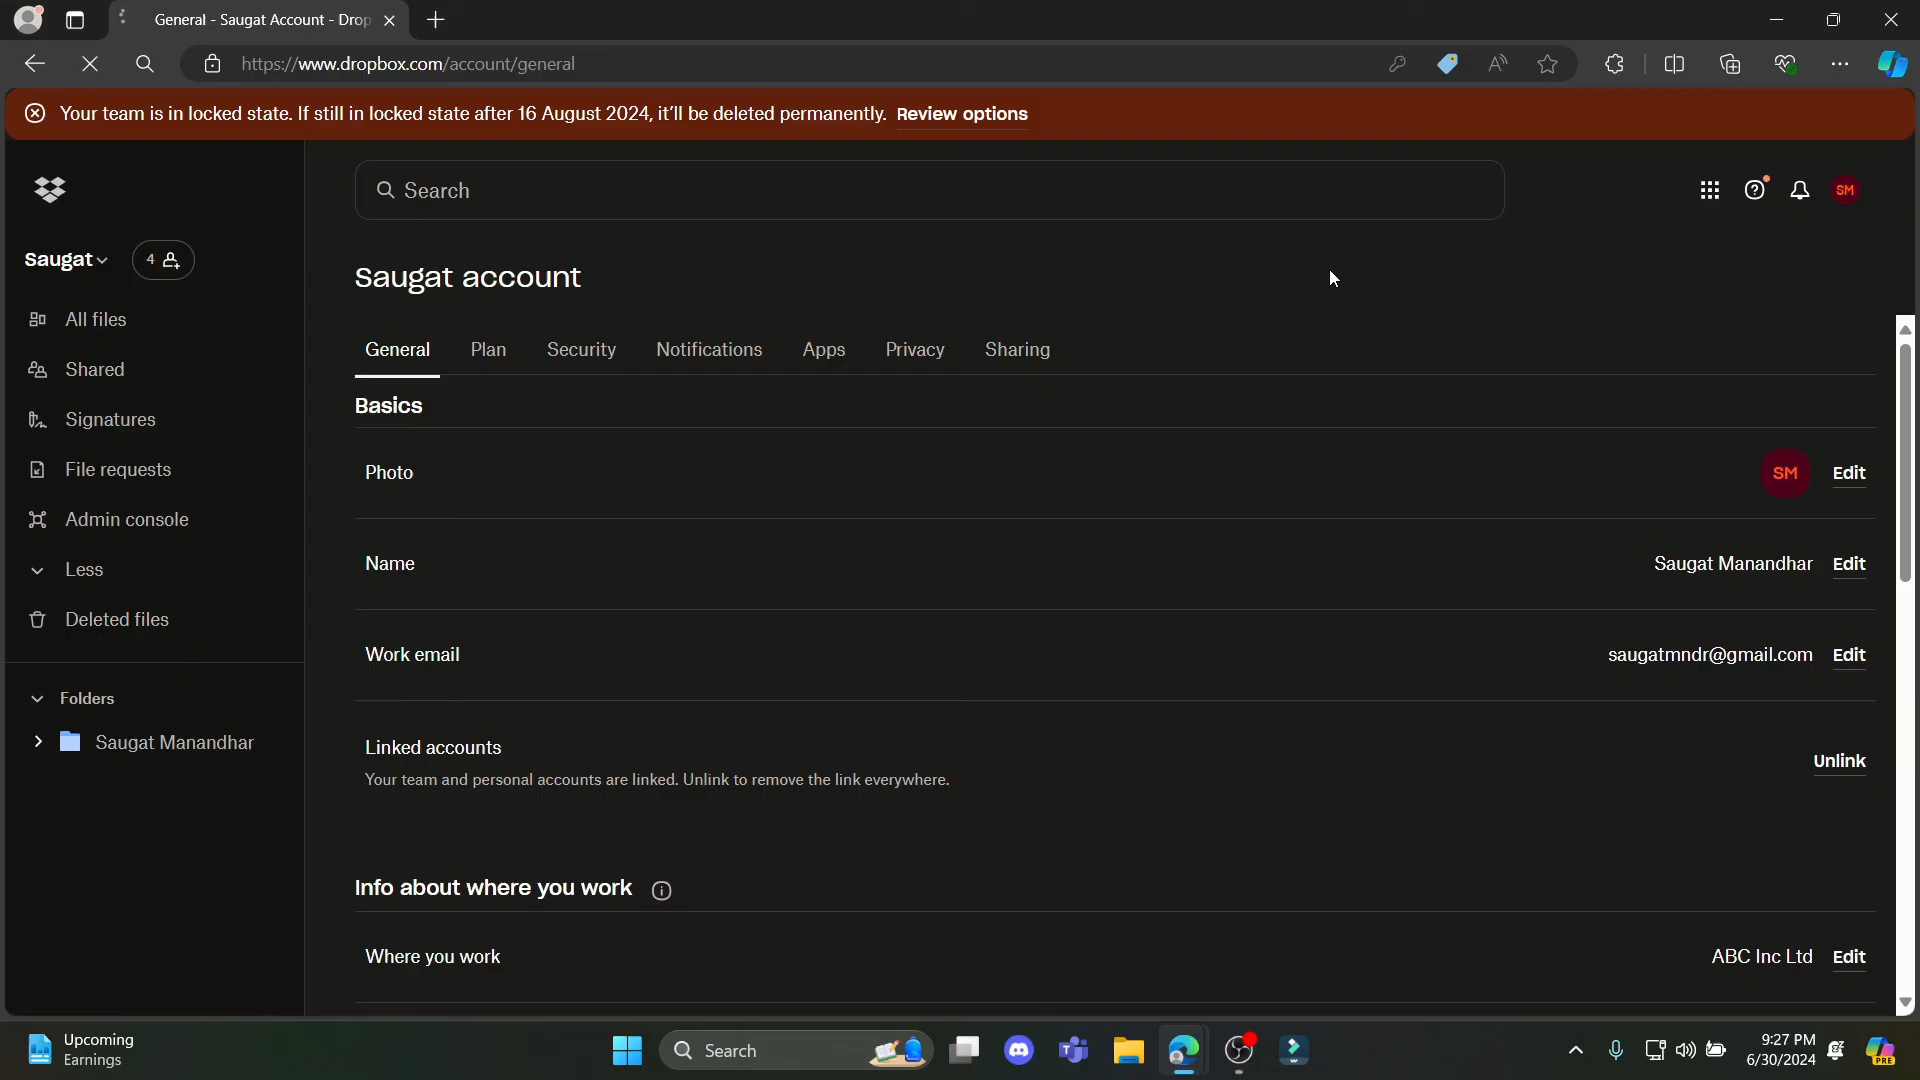 General - Saugat Account - Drop
https://www.dropbox.com/account/general
Your team is in locked state. If still in locked state after 16 August 2024, it'll be deleted permanently. Review options
Search
SM
Saugat
4
Saugat account
All files
Shared
Signatures
File requests
Admin console
Less
Deleted files
Folders
Saugat Manandhar
General Plan Security Notifications Apps Privacy Sharing
Basics
Photo SM Edit
Name Saugat Manandhar Edit
Work email saugatmndr@gmail.com Edit
Linked accounts
Your team and personal accounts are linked. Unlink to remove the link everywhere.
Unlink
Info about where you work
Where you work ABC Inc Ltd Edit
Upcoming
Earnings
Search
9:27 PM
6/30/2024
PRE